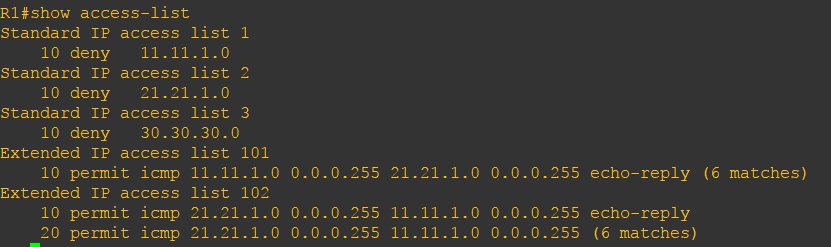 R1#show access-list
Standard IP access list 1
    10 deny   11.11.1.0
Standard IP access list 2
    10 deny   21.21.1.0
Standard IP access list 3
    10 deny   30.30.30.0
Extended IP access list 101
    10 permit icmp 11.11.1.0 0.0.0.255 21.21.1.0 0.0.0.255 echo-reply (6 matches)
Extended IP access list 102
    10 permit icmp 21.21.1.0 0.0.0.255 11.11.1.0 0.0.0.255 echo-reply
    20 permit icmp 21.21.1.0 0.0.0.255 11.11.1.0 0.0.0.255 (6 matches)